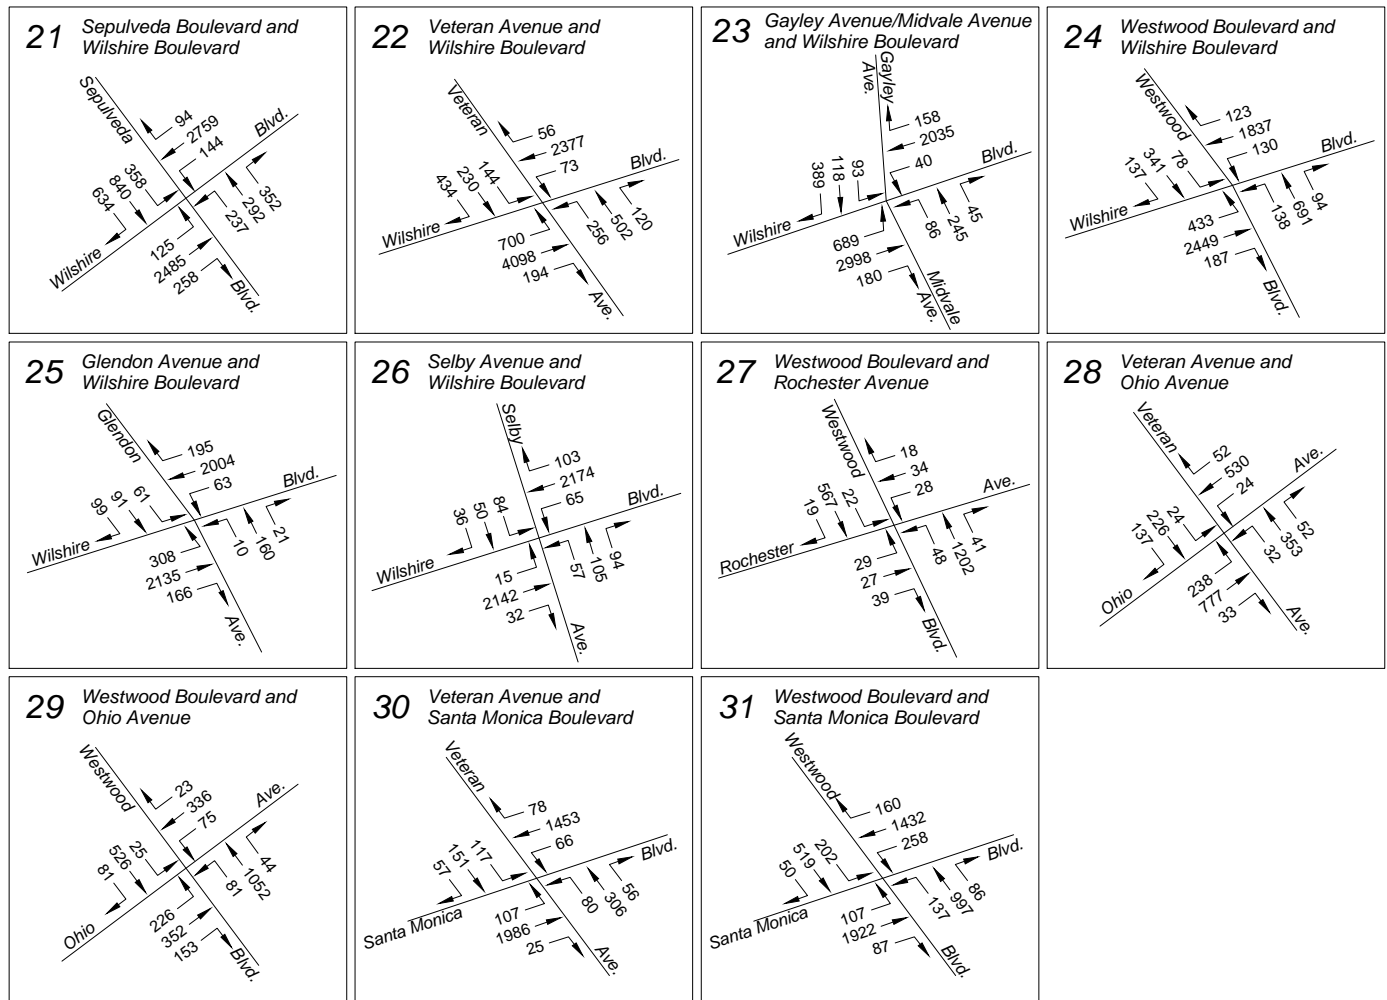 21 Sepulveda Boulevard and
Wilshire Boulevard
Sepulveda
Blvd.
94
2759
144
358
840
634
352
292
237
125
2485
258
Wilshire
Blvd.
22 Veteran Avenue and
Wilshire Boulevard
Veteran
Blvd.
56
2377
73
144
230
434
120
502
256
700
4098
194
Wilshire
Ave.
23 Gayley Avenue/Midvale Avenue
and Wilshire Boulevard
Gayley
Ave.
Blvd.
158
2035
40
93
118
389
45
245
86
689
2998
180
Wilshire
Midvale
Ave.
24 Westwood Boulevard and
Wilshire Boulevard
Westwood
Blvd.
123
1837
130
78
341
137
94
691
138
433
2449
187
Wilshire
Blvd.
25 Glendon Avenue and
Wilshire Boulevard
Glendon
Blvd.
195
2004
63
61
91
99
21
160
10
308
2135
166
Wilshire
Ave.
26 Selby Avenue and
Wilshire Boulevard
Selby
Blvd.
103
2174
65
84
50
36
94
105
57
15
2142
32
Wilshire
Ave.
27 Westwood Boulevard and
Rochester Avenue
Westwood
Ave.
18
34
28
22
567
19
41
1202
48
29
27
39
Rochester
Blvd.
28 Veteran Avenue and
Ohio Avenue
Veteran
Ave.
52
530
24
24
226
137
52
353
32
238
777
33
Ohio
Ave.
29 Westwood Boulevard and
Ohio Avenue
Westwood
Ave.
23
336
75
25
526
81
44
1052
81
226
352
153
Ohio
Blvd.
30 Veteran Avenue and
Santa Monica Boulevard
Veteran
Blvd.
78
1453
66
117
151
57
56
306
80
107
1986
25
Santa Monica
Ave.
31 Westwood Boulevard and
Santa Monica Boulevard
Westwood
Blvd.
160
1432
258
202
519
50
86
997
137
107
1922
87
Santa Monica
Blvd.